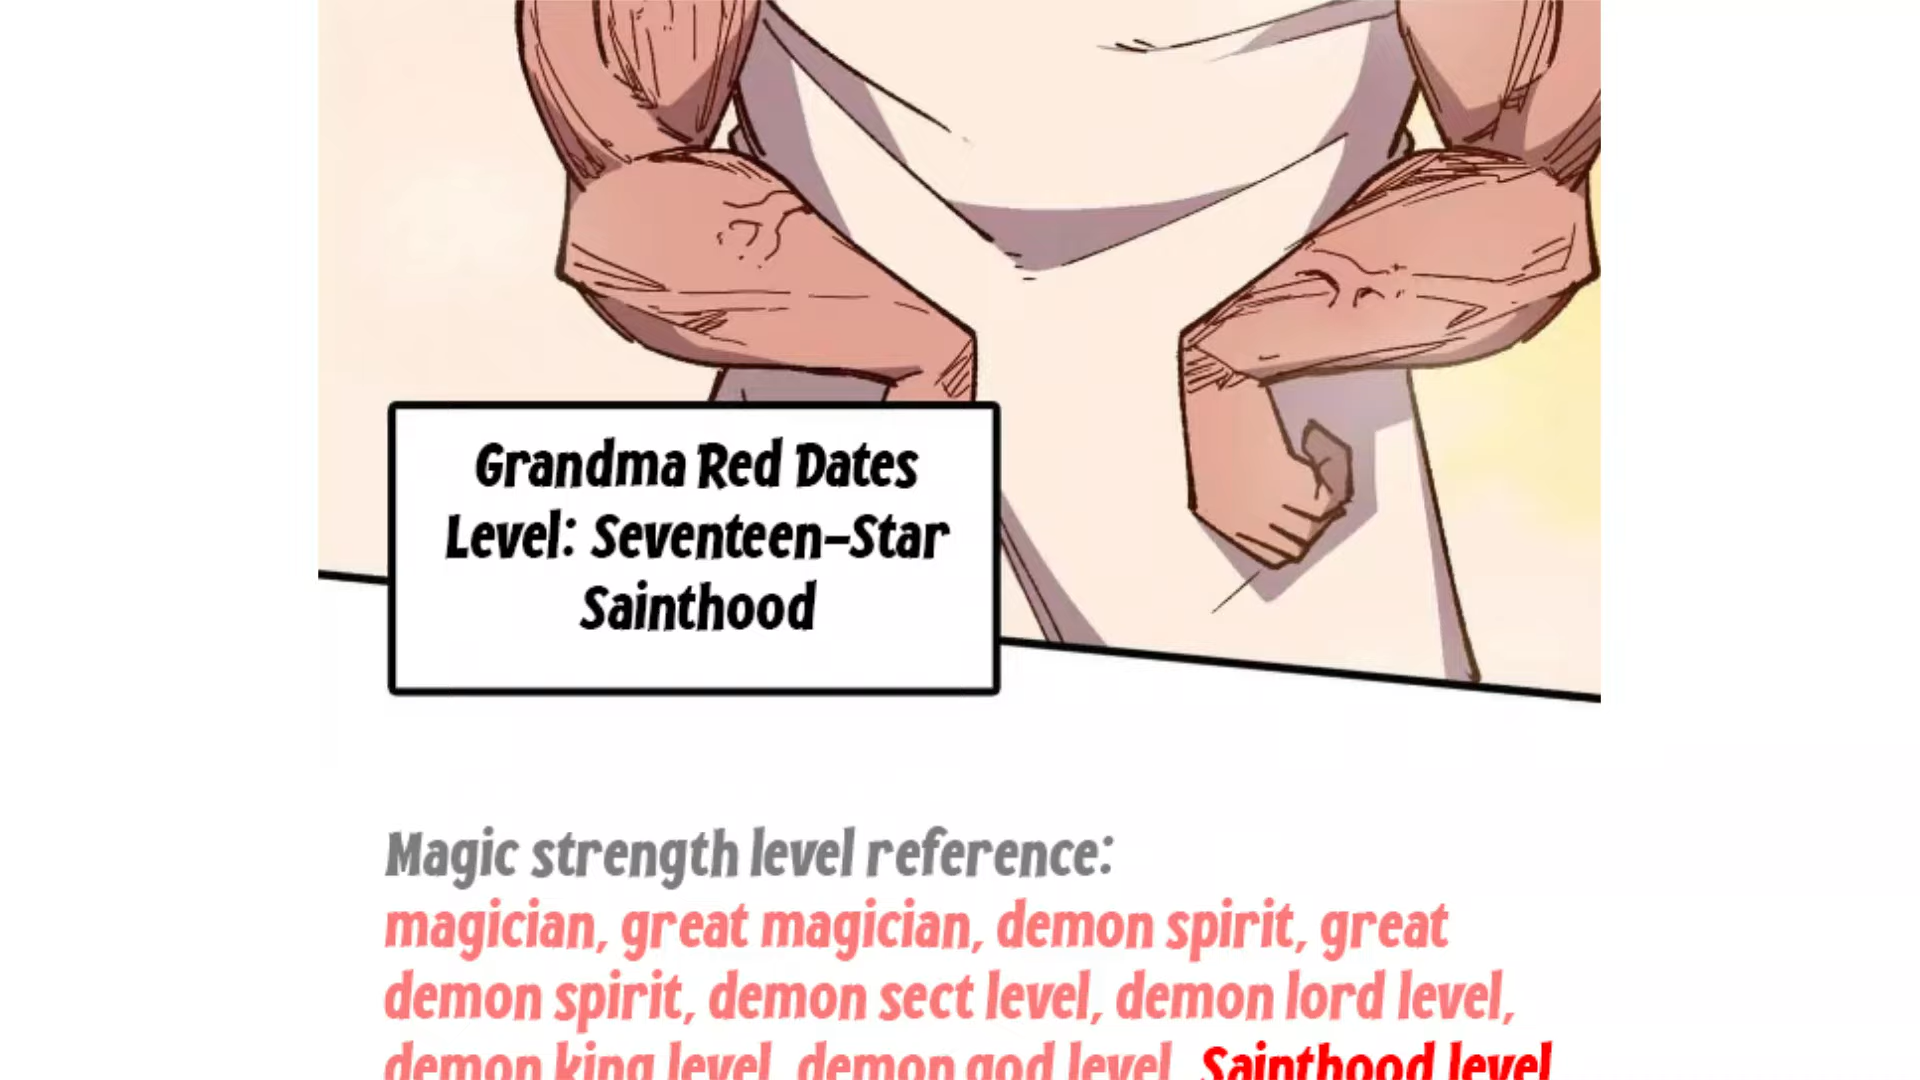 Grandma Red Dates
Level: Seventeen-Star
Sainthood
Magic strength level reference:
magician, great magician, demon spirit, great
demon spirit, demon sect level, demon lord level,
demon king level, demon god level, Sainthood level